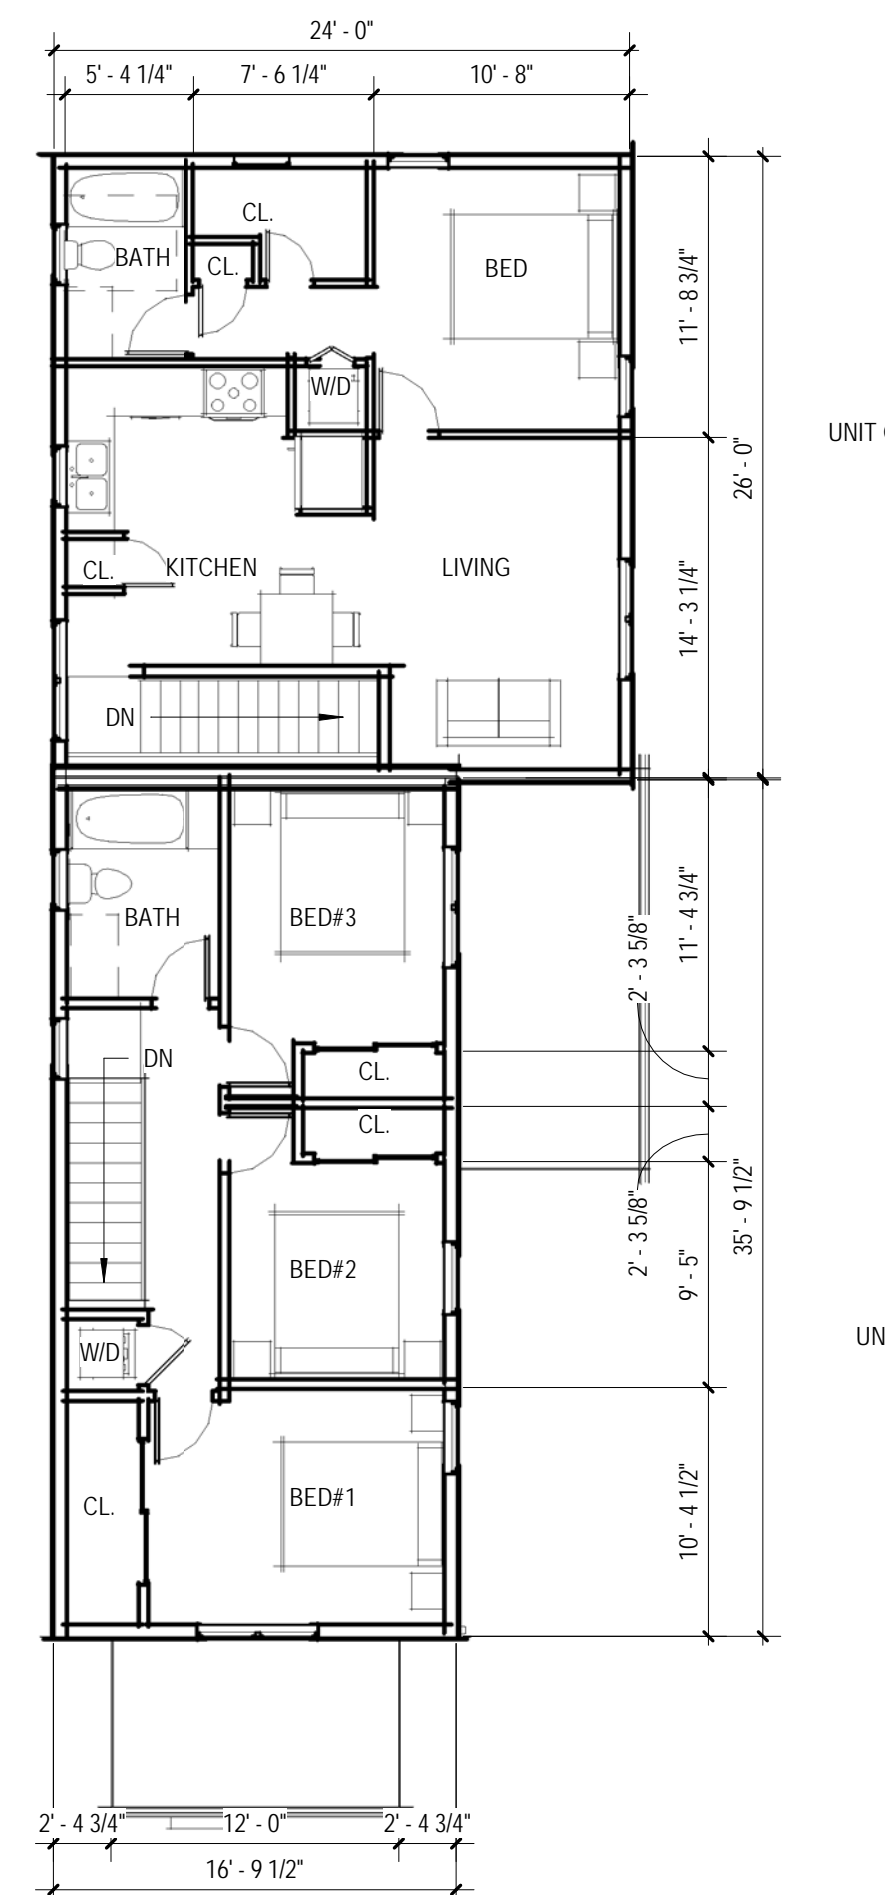 24' - 0"
5' - 4 1/4" 7' - 6 1/4" 10' - 8"
CL.
BATH
CL.
BED
11' - 8 3/4"
W/D
UNIT
26' - 0"
CL.
KITCHEN
LIVING
14' - 3 1/4"
DN
BATH
BED#3
11' - 4 3/4"
2' - 3 5/8"
DN
CL.
CL.
2' - 3 5/8"
35' - 9 1/2"
BED#2
9' - 5"
UN
W/D
CL.
BED#1
10' - 4 1/2"
2' - 4 3/4" 12' - 0" 2' - 4 3/4"
16' - 9 1/2"